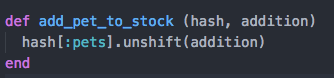 def add_pet_to_stock (hash, addition)
  hash[:pets].unshift(addition)
end